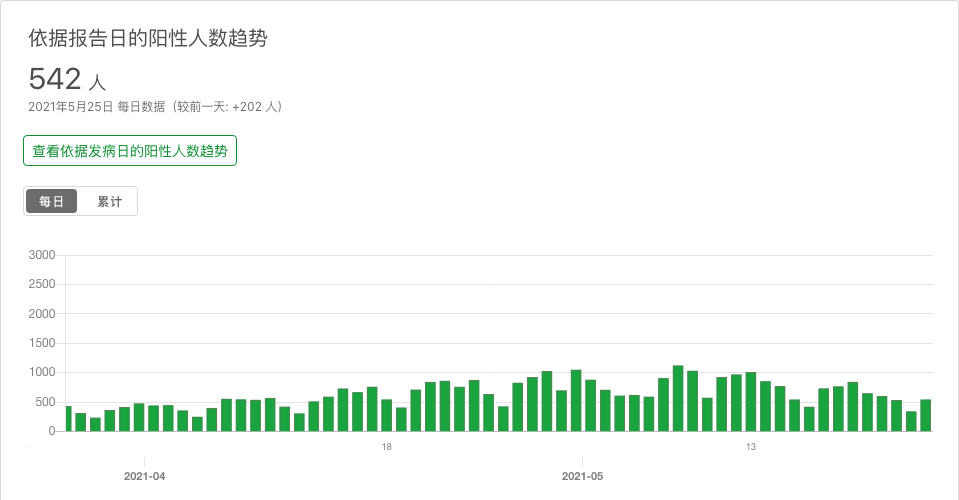 依据报告日的阳性人数趋势
542 人
2021年5月25日 每日数据（较前一天: +202 人）
查看依据发病日的阳性人数趋势
每日 累计
3000
2500
2000
1500
1000
500
0
18 13
2021-04 2021-05